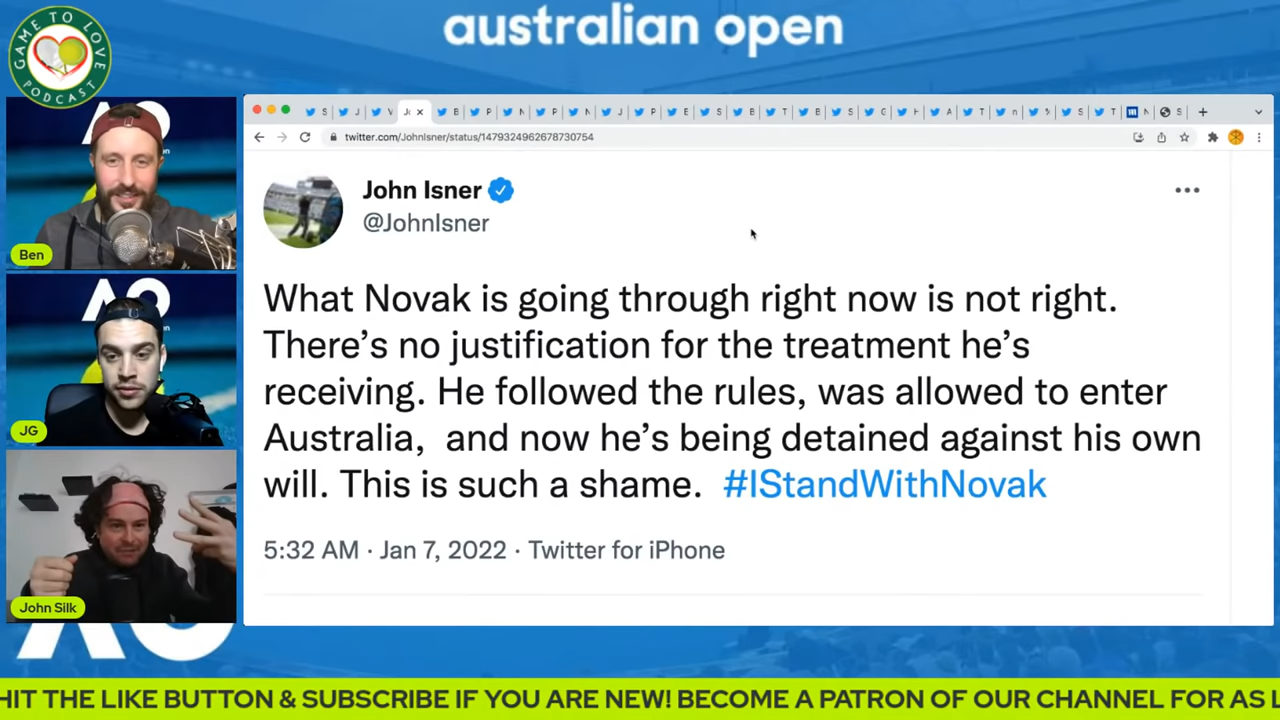 australian open
GAME TO LOVE
PODCAST
twitter.com/JohnIsner/status/1479324962678730754
John Isner
@JohnIsner
What Novak is going through right now is not right.
There's no justification for the treatment he's
receiving. He followed the rules, was allowed to enter
Australia,  and now he's being detained against his own
will. This is such a shame.  #IStandWithNovak
5:32 AM · Jan 7, 2022 · Twitter for iPhone
AO
Ben
AO
JG
John Silk
AO
HIT THE LIKE BUTTON & SUBSCRIBE IF YOU ARE NEW! BECOME A PATRON OF OUR CHANNEL FOR AS